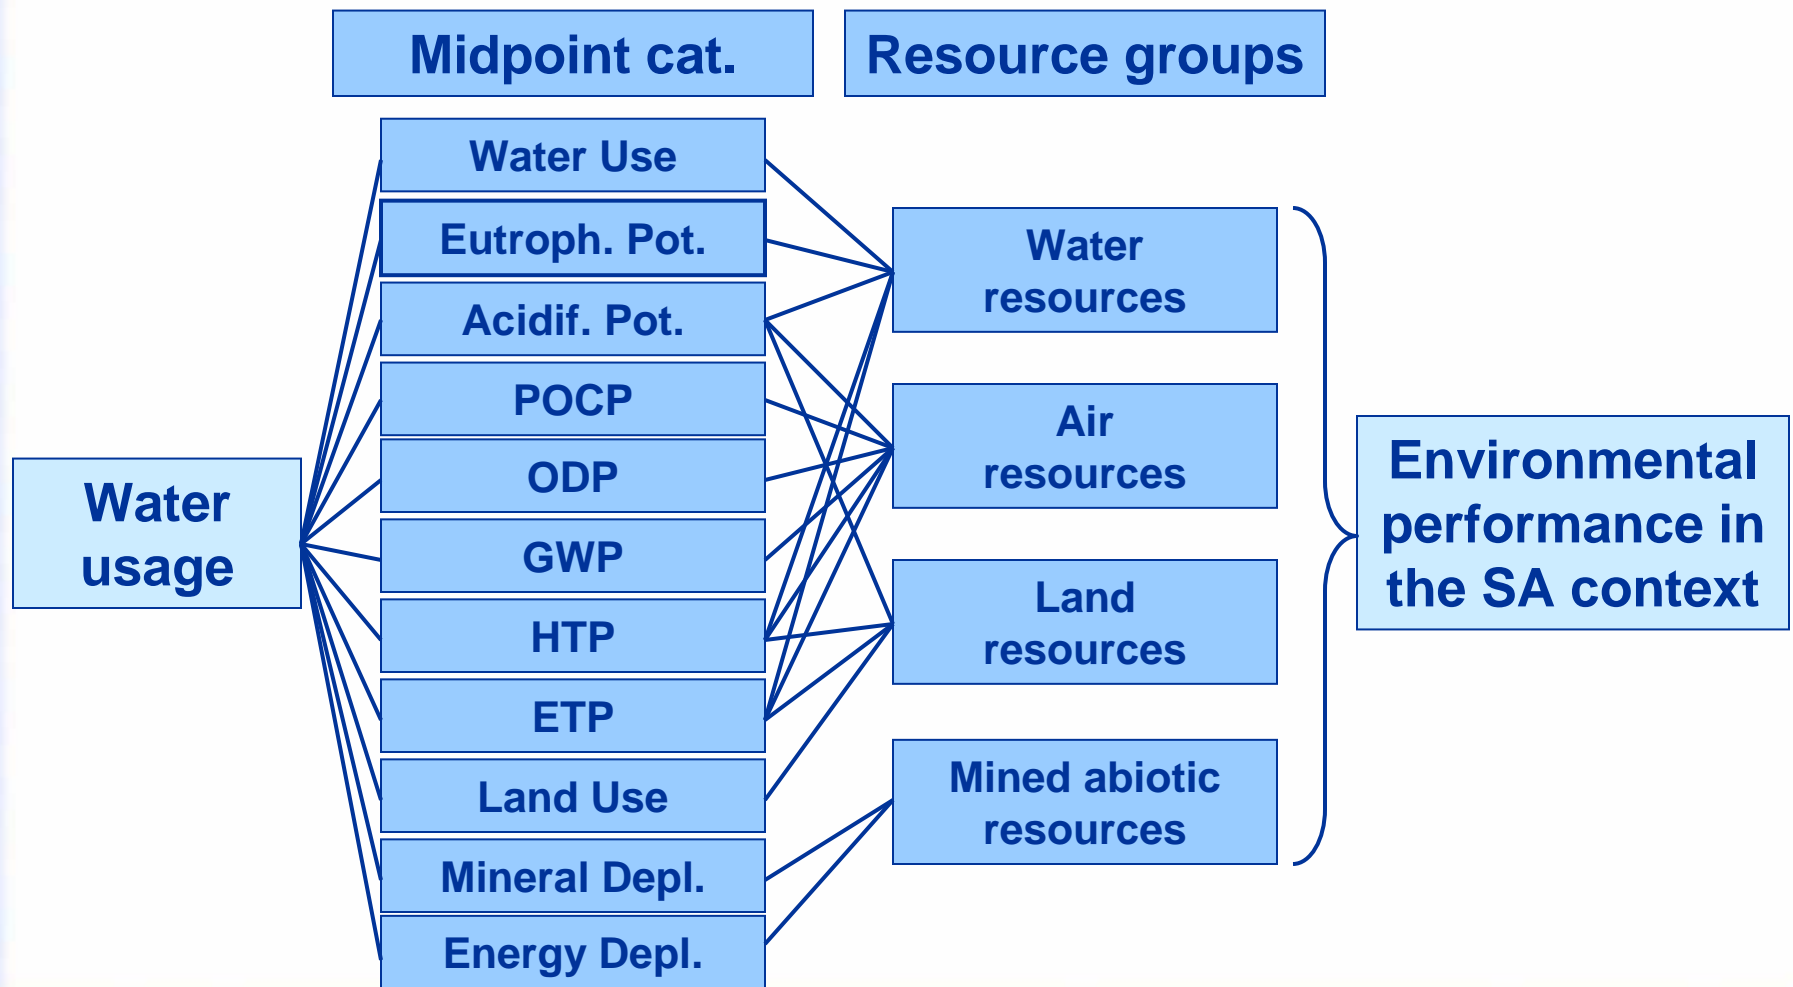 Midpoint cat.
Resource groups
Water Use
Eutroph. Pot.
Acidif. Pot.
POCP
ODP
GWP
HTP
ETP
Land Use
Mineral Depl.
Energy Depl.
Water
usage
Water
resources
Air
resources
Land
resources
Mined abiotic
resources
Environmental
performance in
the SA context